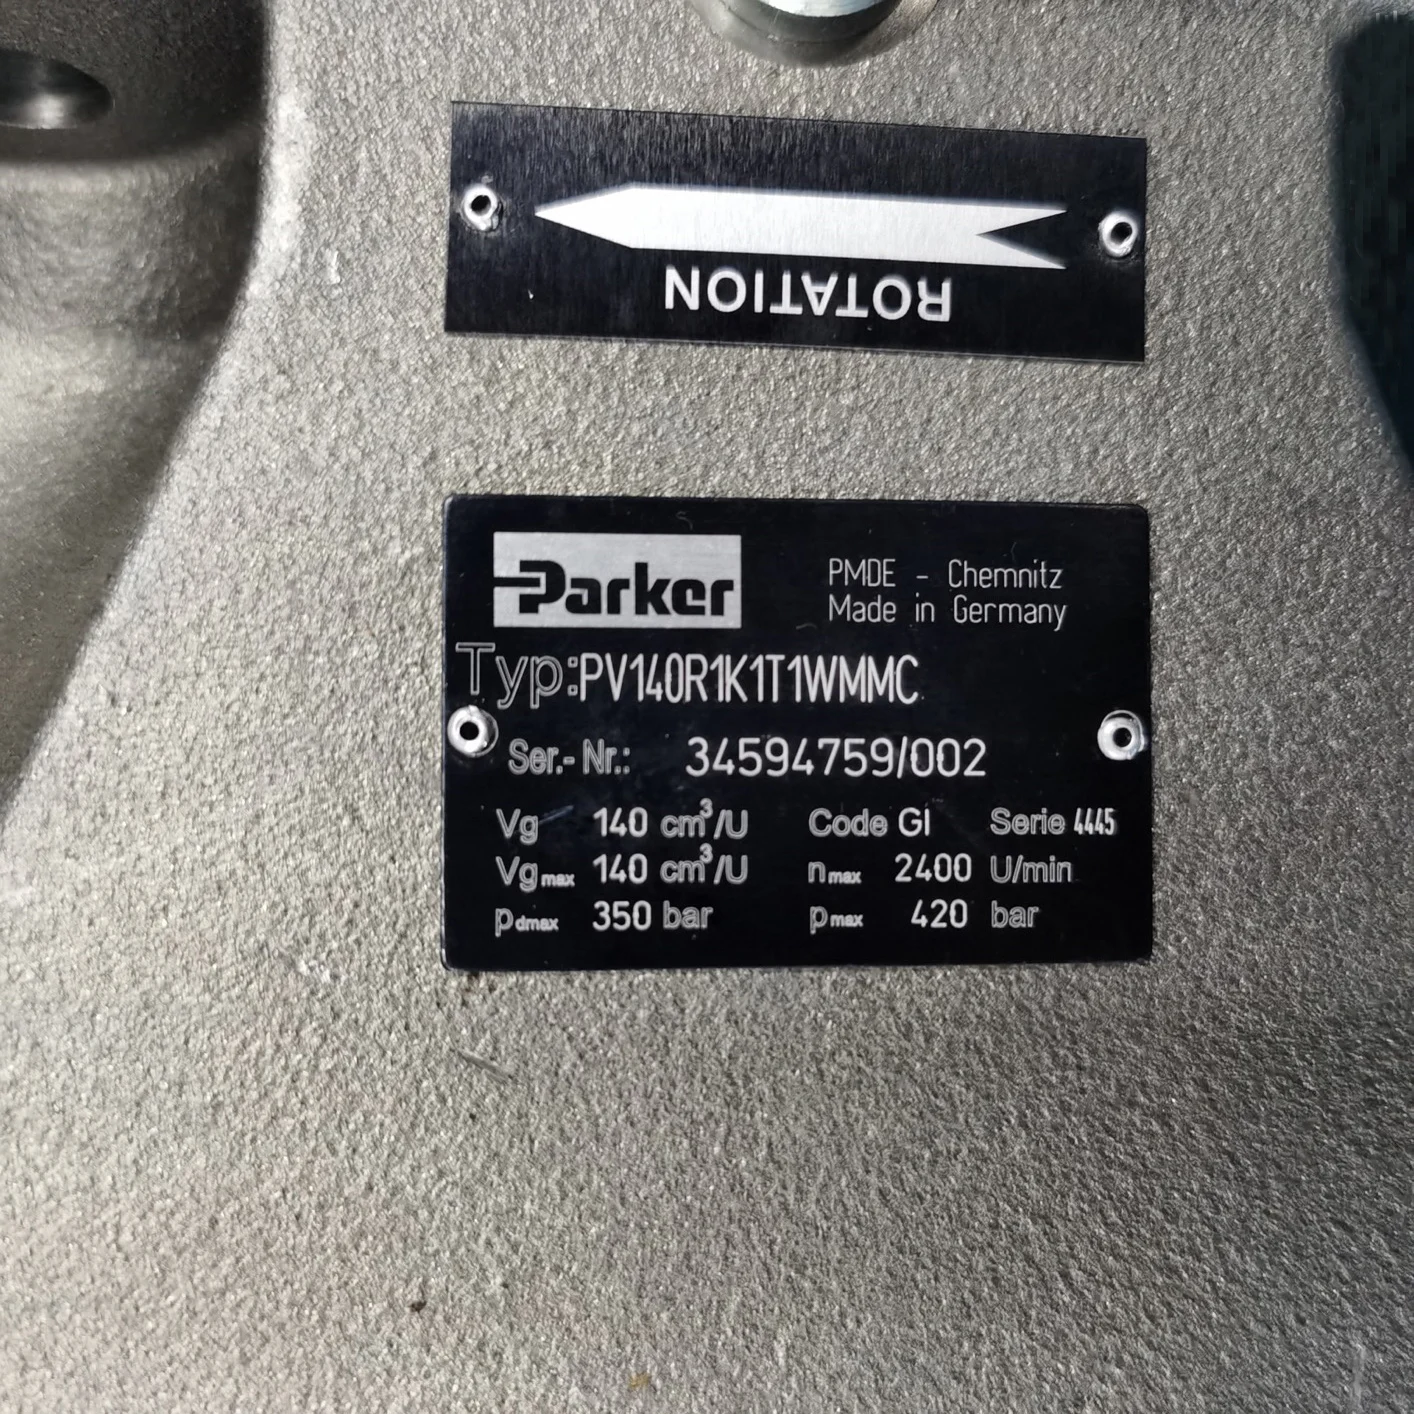 ROTATION
Parker
PMDE - Chemnitz
Made in Germany
Typ:PV140R1K1T1WMMC
Ser.-Nr.: 34594759/002
Vg 140 cm³/U Code GI Serie 4445
Vgmax 140 cm³/U nmax 2400 U/min
pdmax 350 bar pmax 420 bar